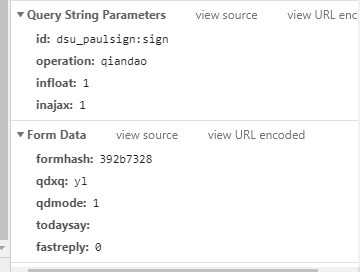 Query String Parameters view source view URL enc
id: dsu_paulsign:sign
operation: qiandao
infloat: 1
inajax: 1
Form Data view source view URL encoded
formhash: 392b7328
qdxq: yl
qdmode: 1
todaysay:
fastreply: 0